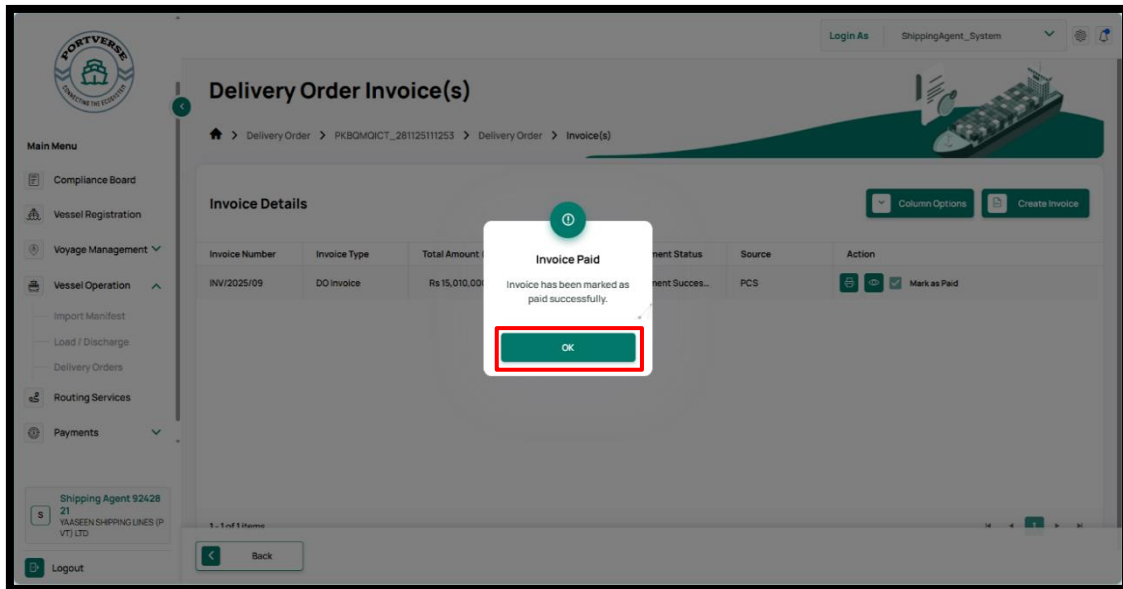 PORTVERSE
CONNECTING THE ECOSYSTEM
Login As
ShippingAgent_System
Delivery Order Invoice(s)
> Delivery Order > PKBQMQICT_281125111253 > Delivery Order > Invoice(s)
Main Menu
Compliance Board
Vessel Registration
Voyage Management
Vessel Operation
Import Manifest
Load / Discharge
Delivery Orders
Routing Services
Payments
Shipping Agent 92428
21
S
YAASEEN SHIPPING LINES (P
VT) LTD
Logout
Invoice Details
Column Options
Create Invoice
Invoice Number Invoice Type Total Amount Status Source Action
INV/2025/09 DO Invoice Rs 15,010,000 Succes... PCS Mark as Paid
Invoice Paid
Invoice has been marked as
paid successfully.
OK
1 - 1 of 1 items
1
Back